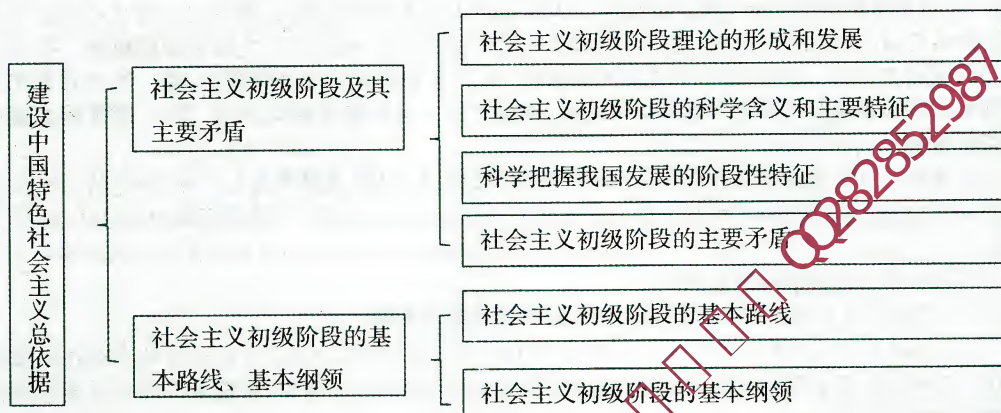 建设中国特色社会主义总依据
社会主义初级阶段及其
主要矛盾
社会主义初级阶段理论的形成和发展
社会主义初级阶段的科学含义和主要特征
科学把握我国发展的阶段性特征
社会主义初级阶段的主要矛盾
社会主义初级阶段的基
本路线、基本纲领
社会主义初级阶段的基本路线
社会主义初级阶段的基本纲领
QQ282852987